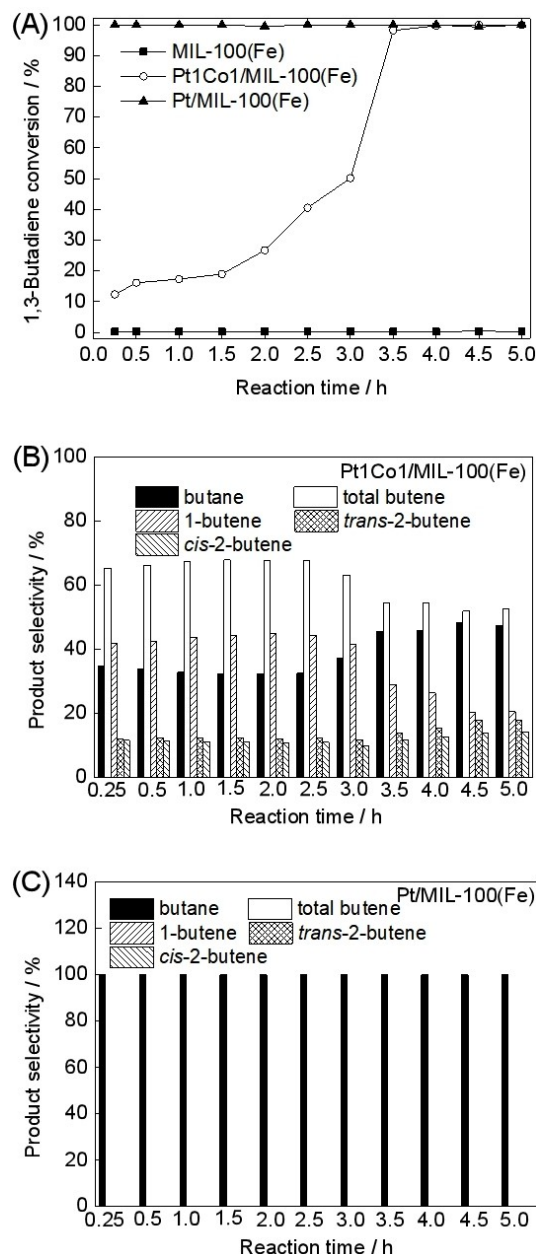 (A)
100
90
80
70
60
50
40
30
20
10
0
1,3-Butadiene conversion / %
MIL-100(Fe)
Pt1Co1/MIL-100(Fe)
Pt/MIL-100(Fe)
0.0 0.5 1.0 1.5 2.0 2.5 3.0 3.5 4.0 4.5 5.0
Reaction time / h
(B)
100
80
60
40
20
0
Product selectivity / %
Pt1Co1/MIL-100(Fe)
butane total butene
1-butene trans-2-butene
cis-2-butene
0.25 0.5 1.0 1.5 2.0 2.5 3.0 3.5 4.0 4.5 5.0
Reaction time / h
(C)
140
120
100
80
60
40
20
0
Product selectivity / %
Pt/MIL-100(Fe)
butane total butene
1-butene trans-2-butene
cis-2-butene
0.25 0.5 1.0 1.5 2.0 2.5 3.0 3.5 4.0 4.5 5.0
Reaction time / h